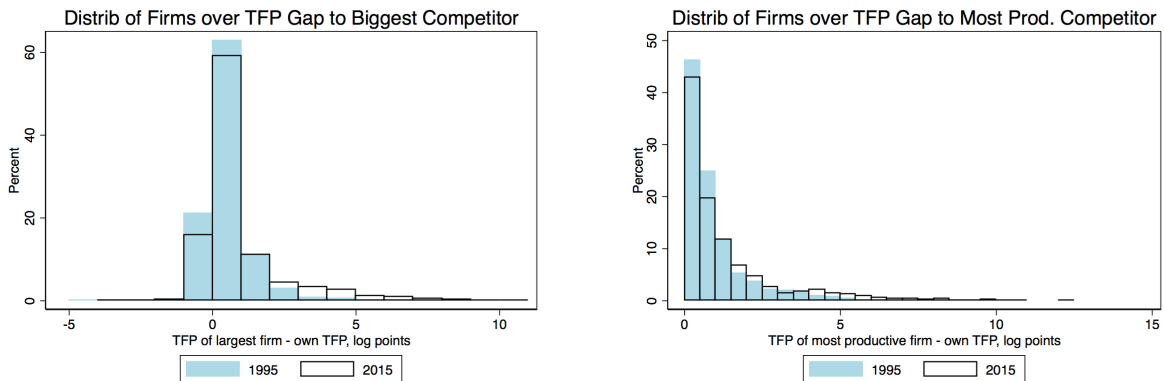 Distrib of Firms over TFP Gap to Biggest Competitor
60
40
20
0
Percent
-5 0 5 10
TFP of largest firm - own TFP, log points
1995 2015
Distrib of Firms over TFP Gap to Most Prod. Competitor
50
40
30
20
10
0
Percent
0 5 10 15
TFP of most productive firm - own TFP, log points
1995 2015